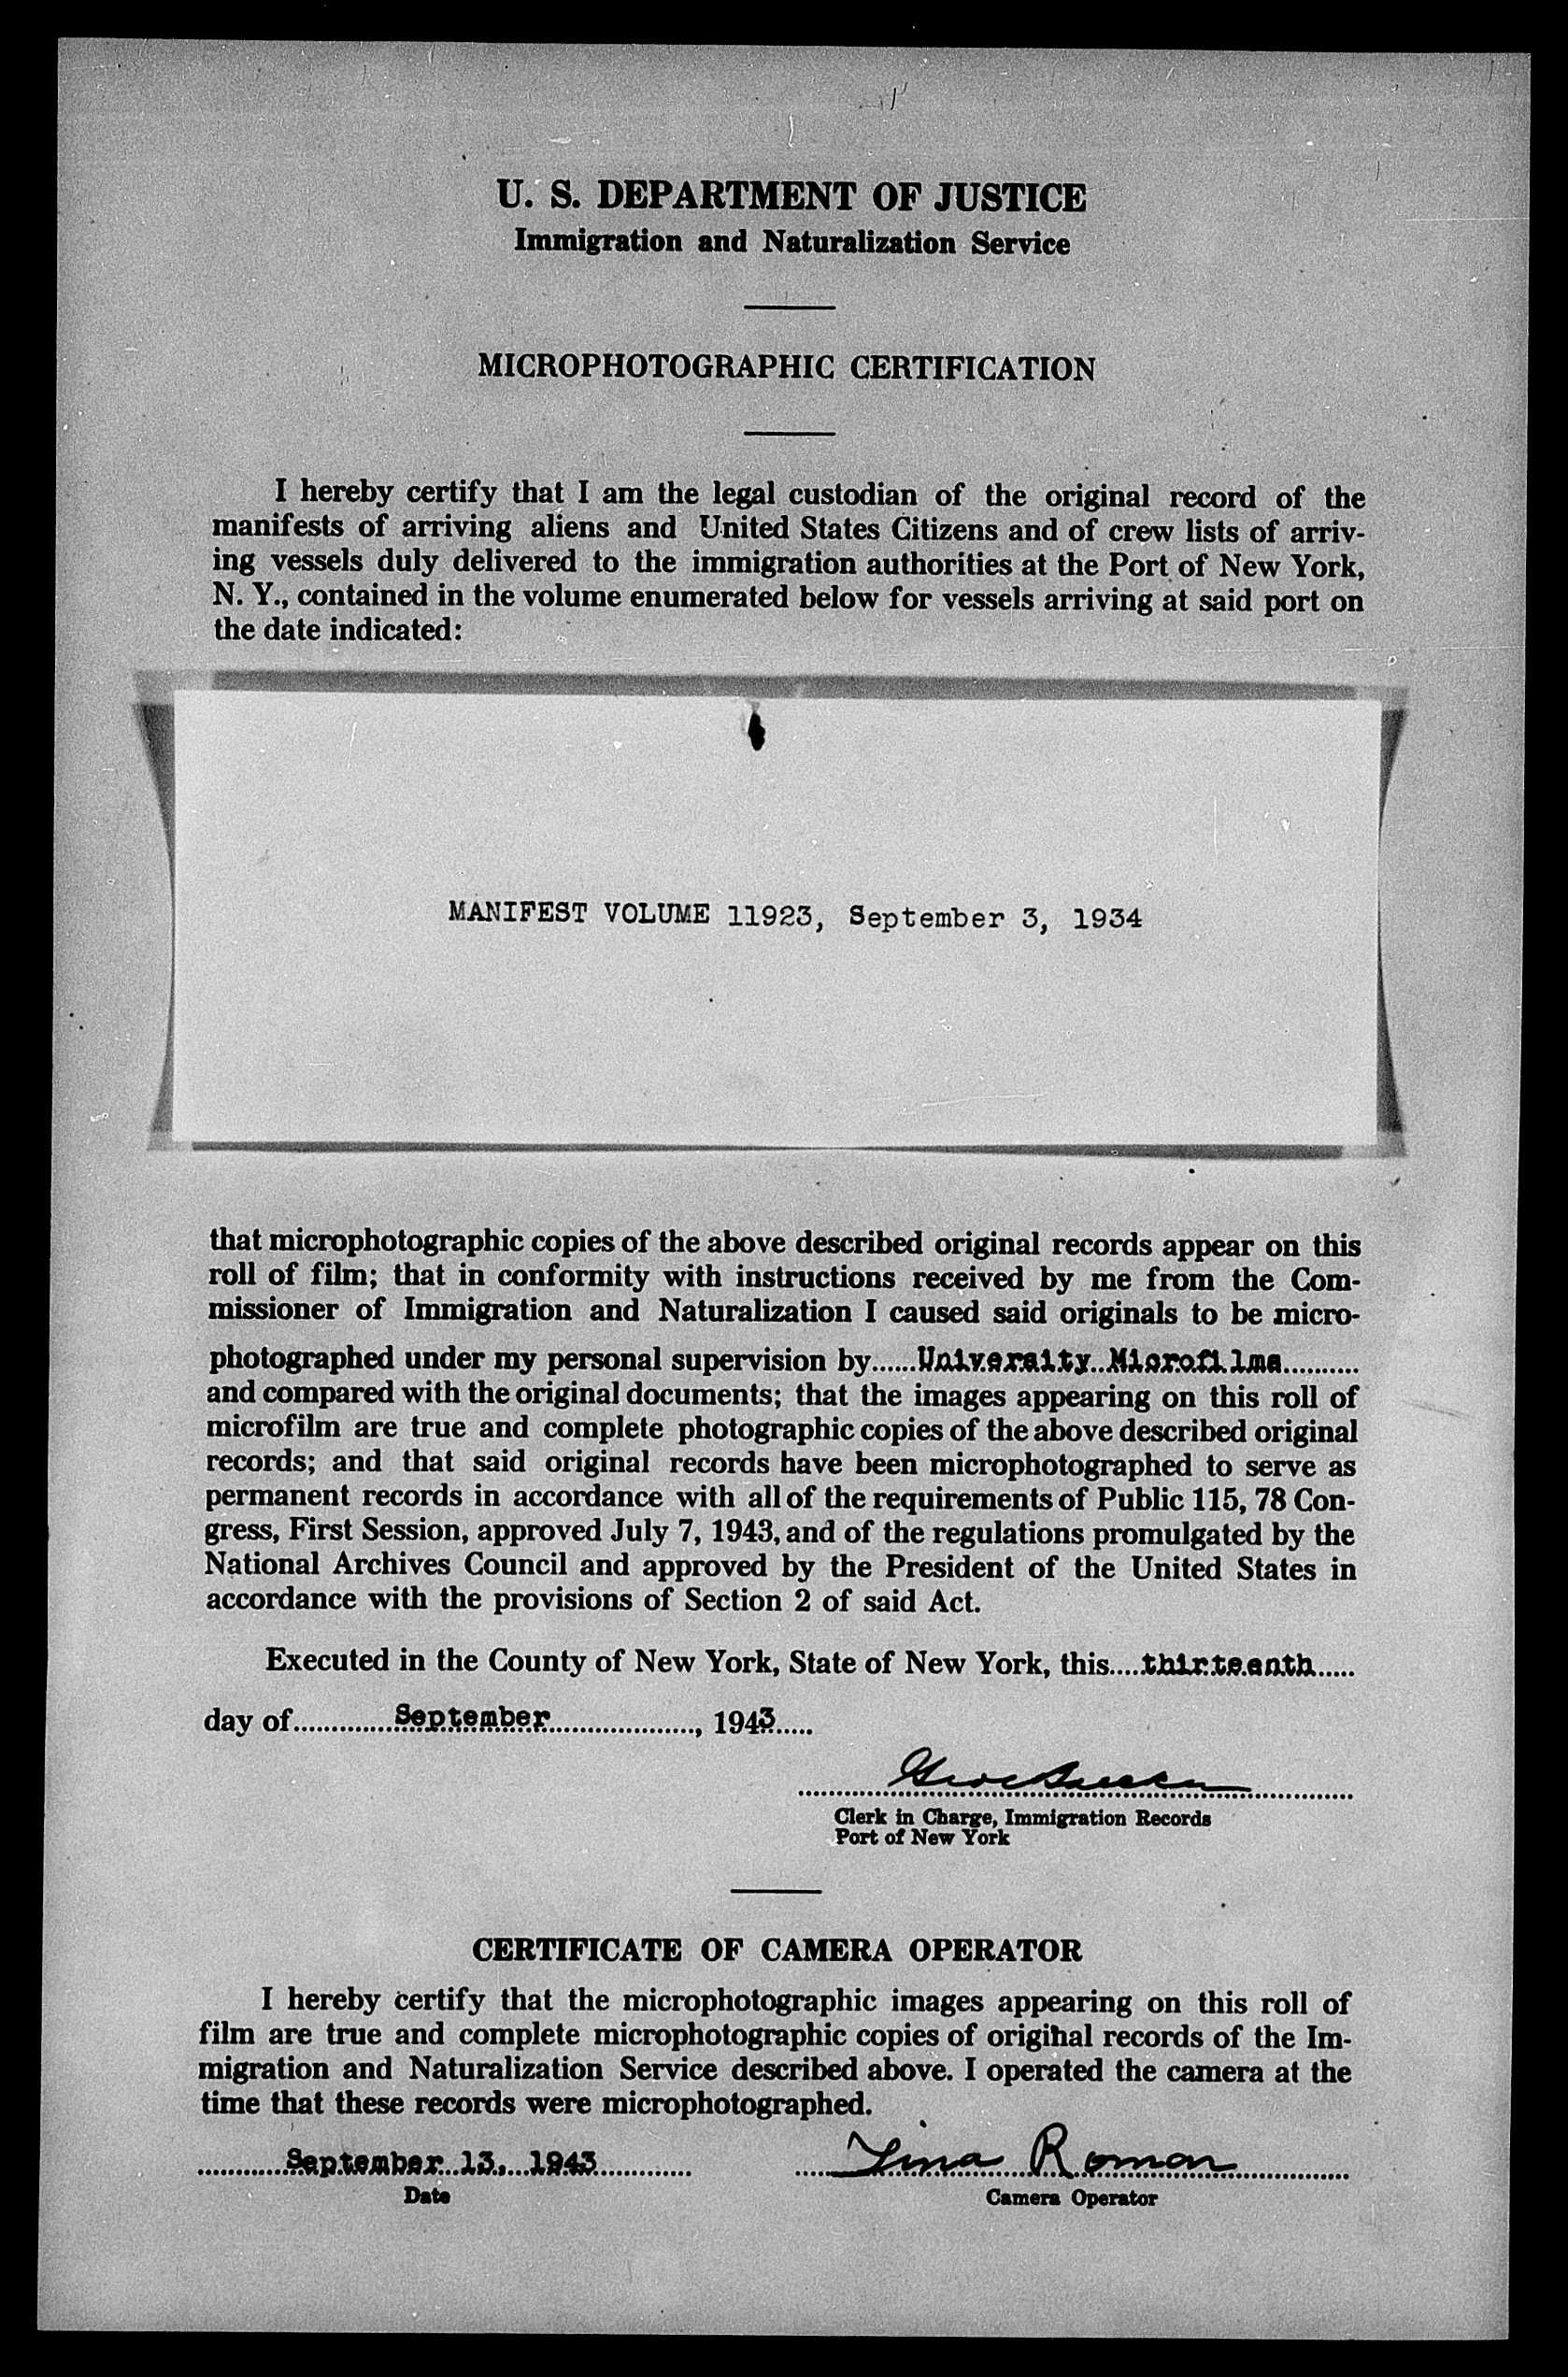 U. S. DEPARTMENT OF JUSTICE
Immigration and Naturalization Service
MICROPHOTOGRAPHIC CERTIFICATION
I hereby certify that I am the legal custodian of the original record of the
manifests of arriving aliens and United States Citizens and of crew lists of arriv-
ing vessels duly delivered to the immigration authorities at the Port of New York,
N. Y., contained in the volume enumerated below for vessels arriving at said port on
the date indicated:
MANIFEST VOLUME 11923, September 3, 1934
that microphotographic copies of the above described original records appear on this
roll of film; that in conformity with instructions received by me from the Com-
missioner of Immigration and Naturalization I caused said originals to be micro-
photographed under my personal supervision by......University Microfilms..........
and compared with the original documents; that the images appearing on this roll of
microfilm are true and complete photographic copies of the above described original
records; and that said original records have been microphotographed to serve as
permanent records in accordance with all of the requirements of Public 115, 78 Con-
gress, First Session, approved July 7, 1943, and of the regulations promulgated by the
National Archives Council and approved by the President of the United States in
accordance with the provisions of Section 2 of said Act.
Executed in the County of New York, State of New York, this....thirteenth.....
day of.............September..................., 1943.....
Clerk in Charge, Immigration Records
Port of New York
CERTIFICATE OF CAMERA OPERATOR
I hereby certify that the microphotographic images appearing on this roll of
film are true and complete microphotographic copies of original records of the Im-
migration and Naturalization Service described above. I operated the camera at the
time that these records were microphotographed.
September 13, 1943 Roman
Date Camera Operator